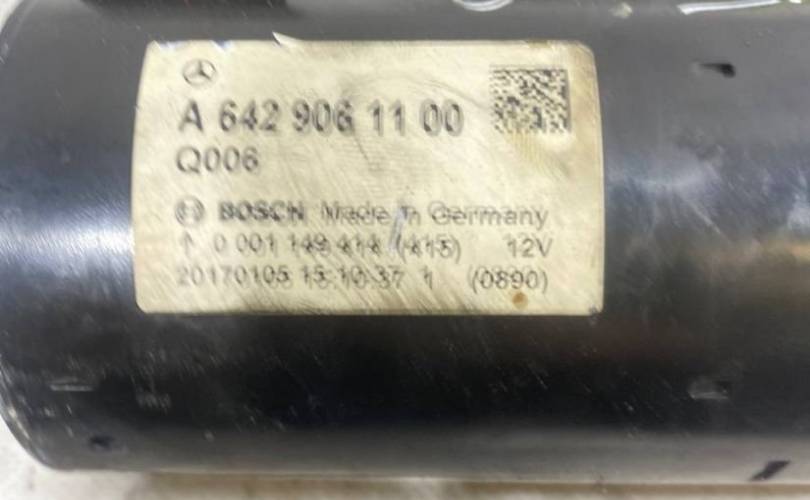 A 642 906 11 00
Q006
BOSCH Made in Germany
↑ 0 001 149 414 (415) 12V
20170105 15:10:37 1 (0890)